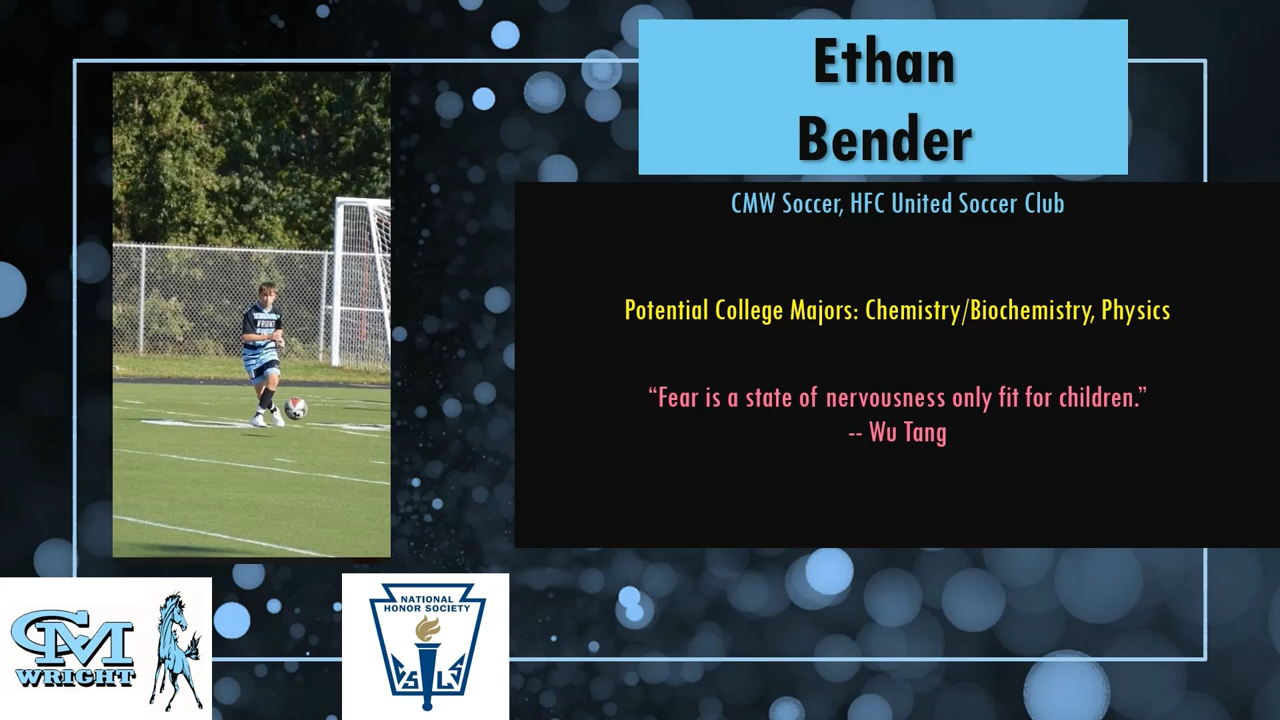 Ethan
Bender
CMW Soccer, HFC United Soccer Club
Potential College Majors: Chemistry/Biochemistry, Physics
“Fear is a state of nervousness only fit for children.”
-- Wu Tang
CM
WRIGHT
NATIONAL
HONOR SOCIETY
C S L S